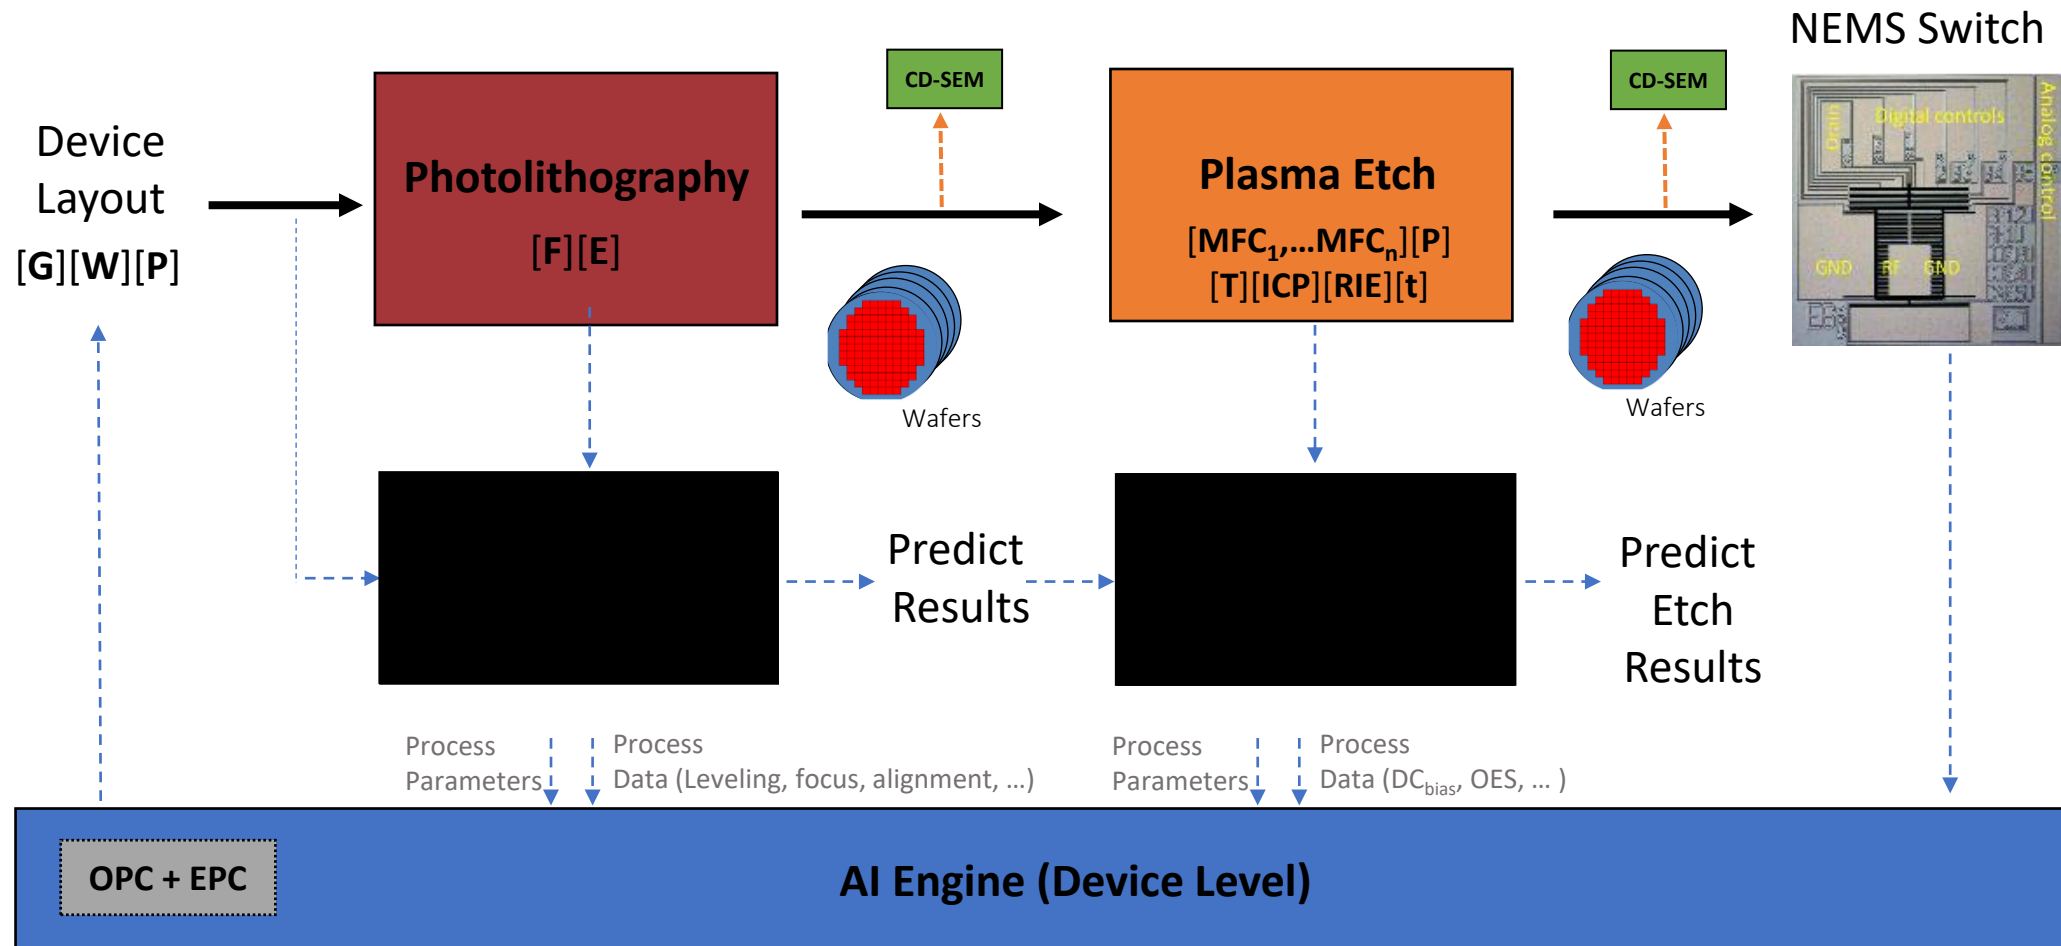 NEMS Switch
CD-SEM
CD-SEM
Device
Layout
[G][W][P]
Photolithography
[F][E]
Plasma Etch
[MFC1,...MFCn][P]
[T][ICP][RIE][t]
Drain
Digital controls
Analog control
GND RF GND
Wafers
Wafers
Predict
Results
Predict
Etch
Results
Process
Parameters
Process
Data (Leveling, focus, alignment, ...)
Process
Parameters
Process
Data (DCbias, OES, ... )
OPC + EPC
AI Engine (Device Level)